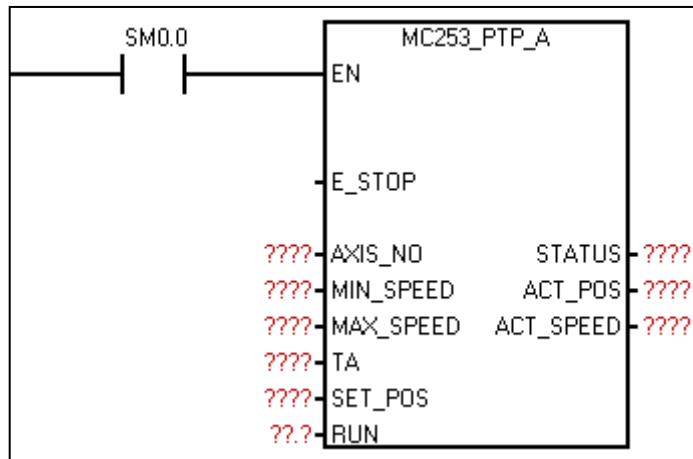 SM0.0
MC253_PTP_A
EN
E_STOP
???? AXIS_NO STATUS ????
???? MIN_SPEED ACT_POS ????
???? MAX_SPEED ACT_SPEED ????
???? TA
???? SET_POS
??.? RUN